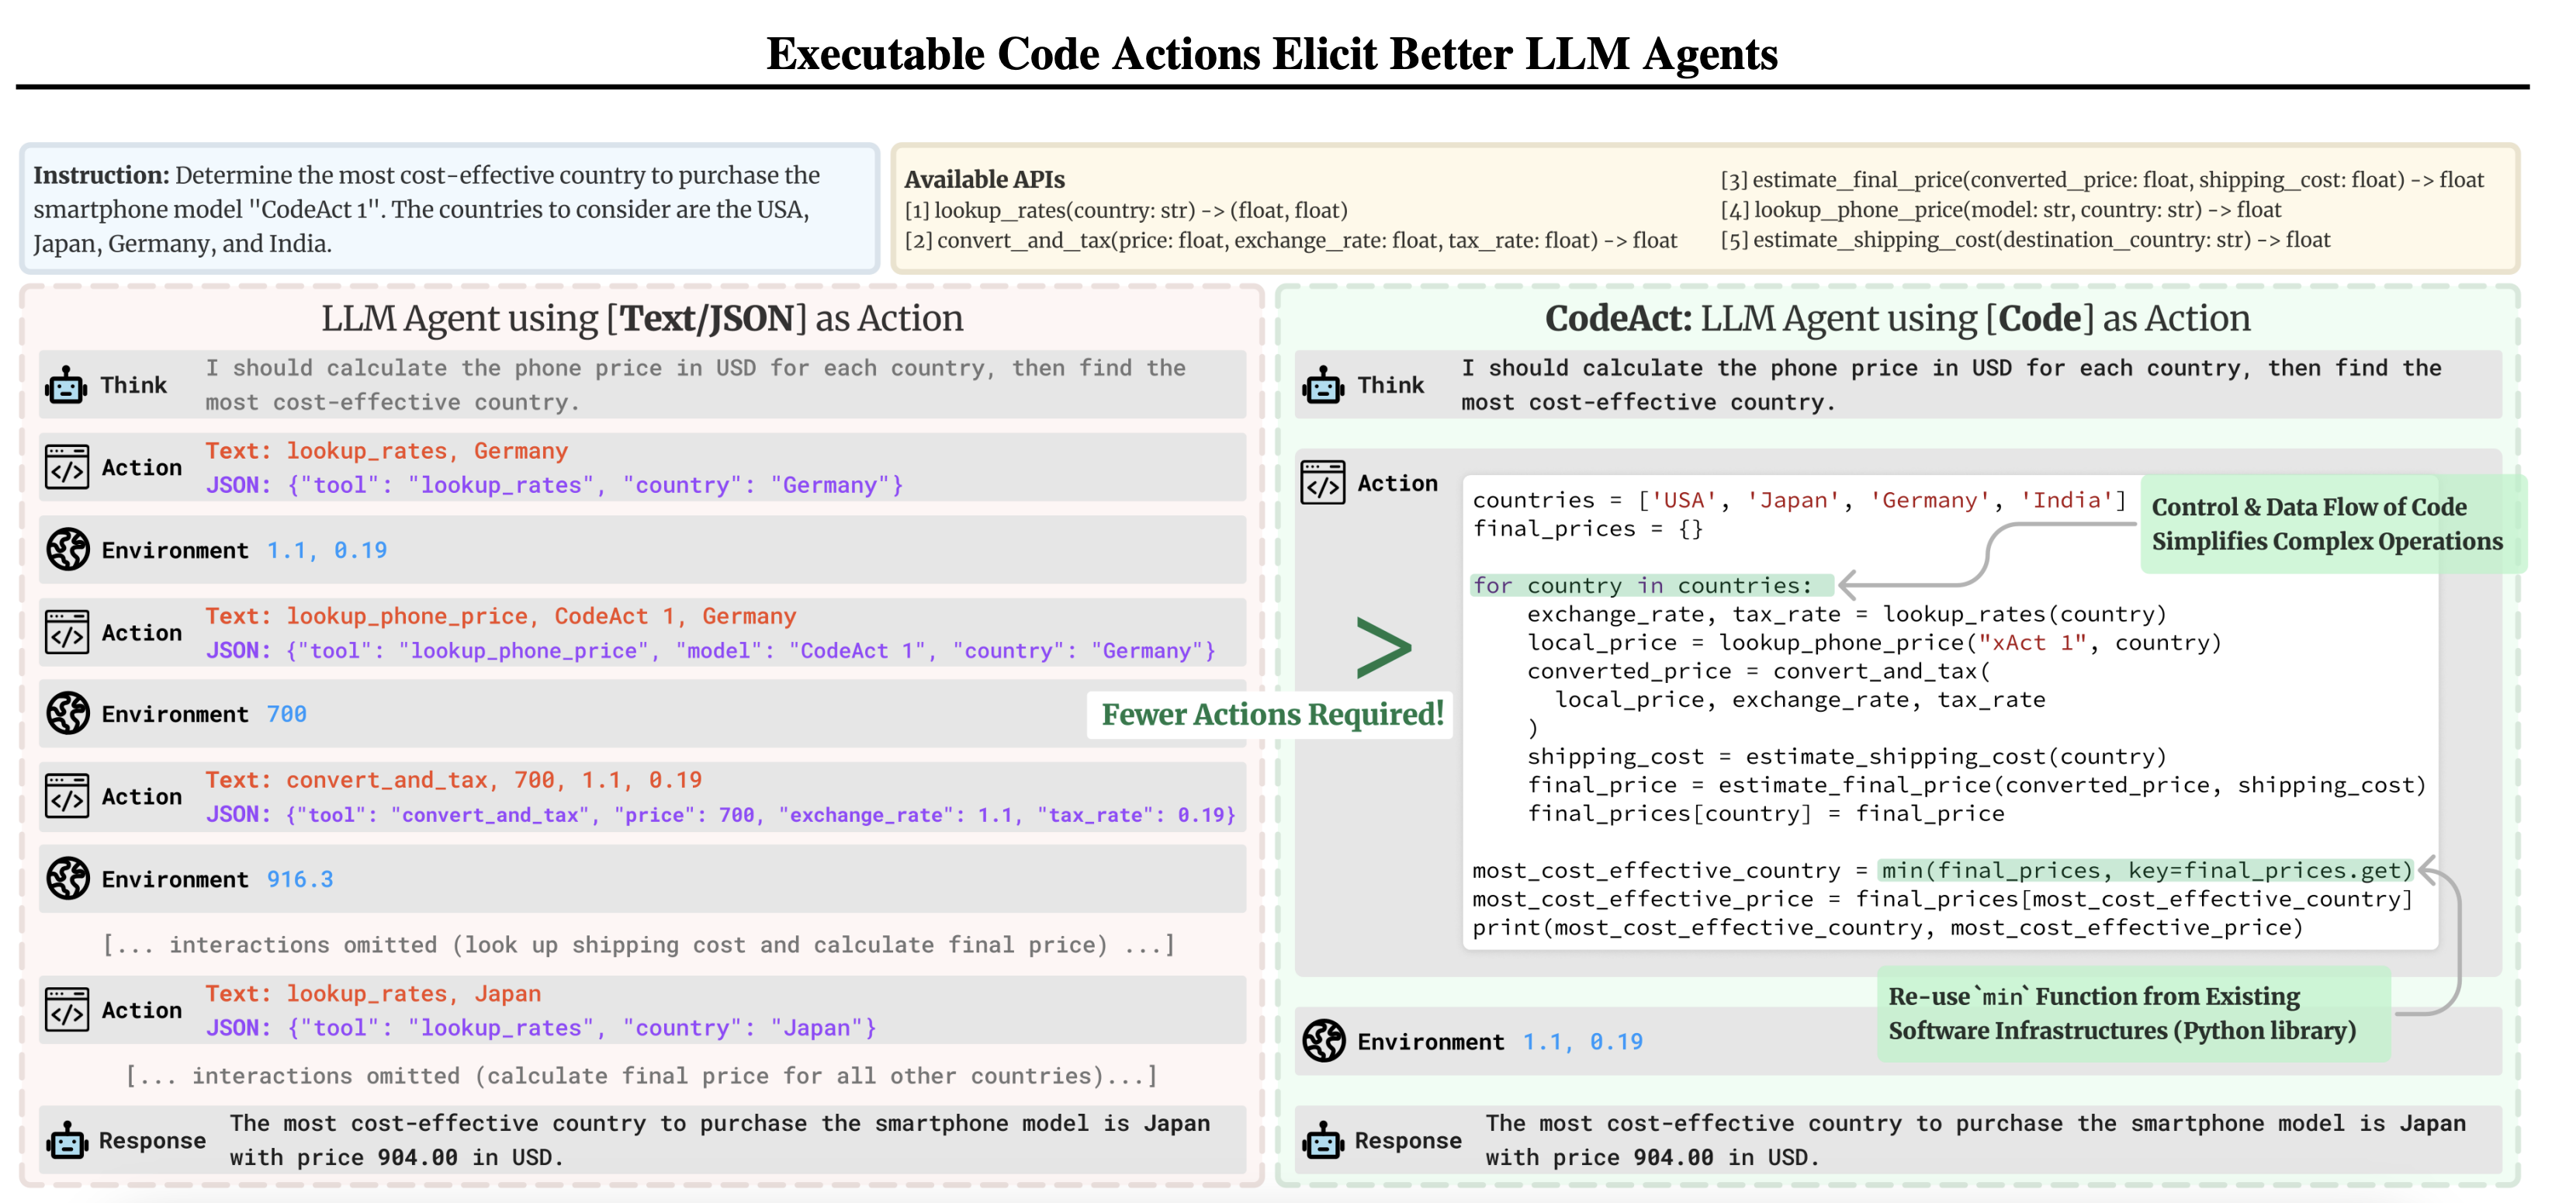 Executable Code Actions Elicit Better LLM Agents
Instruction: Determine the most cost-effective country to purchase the
smartphone model "CodeAct 1". The countries to consider are the USA,
Japan, Germany, and India.
Available APIs
[1] lookup_rates(country: str) -> (float, float)
[2] convert_and_tax(price: float, exchange_rate: float, tax_rate: float) -> float
[3] estimate_final_price(converted_price: float, shipping_cost: float) -> float
[4] lookup_phone_price(model: str, country: str) -> float
[5] estimate_shipping_cost(destination_country: str) -> float
LLM Agent using [Text/JSON] as Action
Think
I should calculate the phone price in USD for each country, then find the
most cost-effective country.
Action
Text: lookup_rates, Germany
JSON: {"tool": "lookup_rates", "country": "Germany"}
Environment 1.1, 0.19
Action
Text: lookup_phone_price, CodeAct 1, Germany
JSON: {"tool": "lookup_phone_price", "model": "CodeAct 1", "country": "Germany"}
Environment 700
Action
Text: convert_and_tax, 700, 1.1, 0.19
JSON: {"tool": "convert_and_tax", "price": 700, "exchange_rate": 1.1, "tax_rate": 0.19}
Environment 916.3
[... interactions omitted (look up shipping cost and calculate final price) ...]
Action
Text: lookup_rates, Japan
JSON: {"tool": "lookup_rates", "country": "Japan"}
[... interactions omitted (calculate final price for all other countries)...]
Response
The most cost-effective country to purchase the smartphone model is Japan
with price 904.00 in USD.
>
Fewer Actions Required!
CodeAct: LLM Agent using [Code] as Action
Think
I should calculate the phone price in USD for each country, then find the
most cost-effective country.
Action
countries = ['USA', 'Japan', 'Germany', 'India']
final_prices = {}
for country in countries:
    exchange_rate, tax_rate = lookup_rates(country)
    local_price = lookup_phone_price("xAct 1", country)
    converted_price = convert_and_tax(
      local_price, exchange_rate, tax_rate
    )
    shipping_cost = estimate_shipping_cost(country)
    final_price = estimate_final_price(converted_price, shipping_cost)
    final_prices[country] = final_price
most_cost_effective_country = min(final_prices, key=final_prices.get)
most_cost_effective_price = final_prices[most_cost_effective_country]
print(most_cost_effective_country, most_cost_effective_price)
Control & Data Flow of Code
Simplifies Complex Operations
Re-use `min` Function from Existing
Software Infrastructures (Python library)
Environment 1.1, 0.19
Response
The most cost-effective country to purchase the smartphone model is Japan
with price 904.00 in USD.